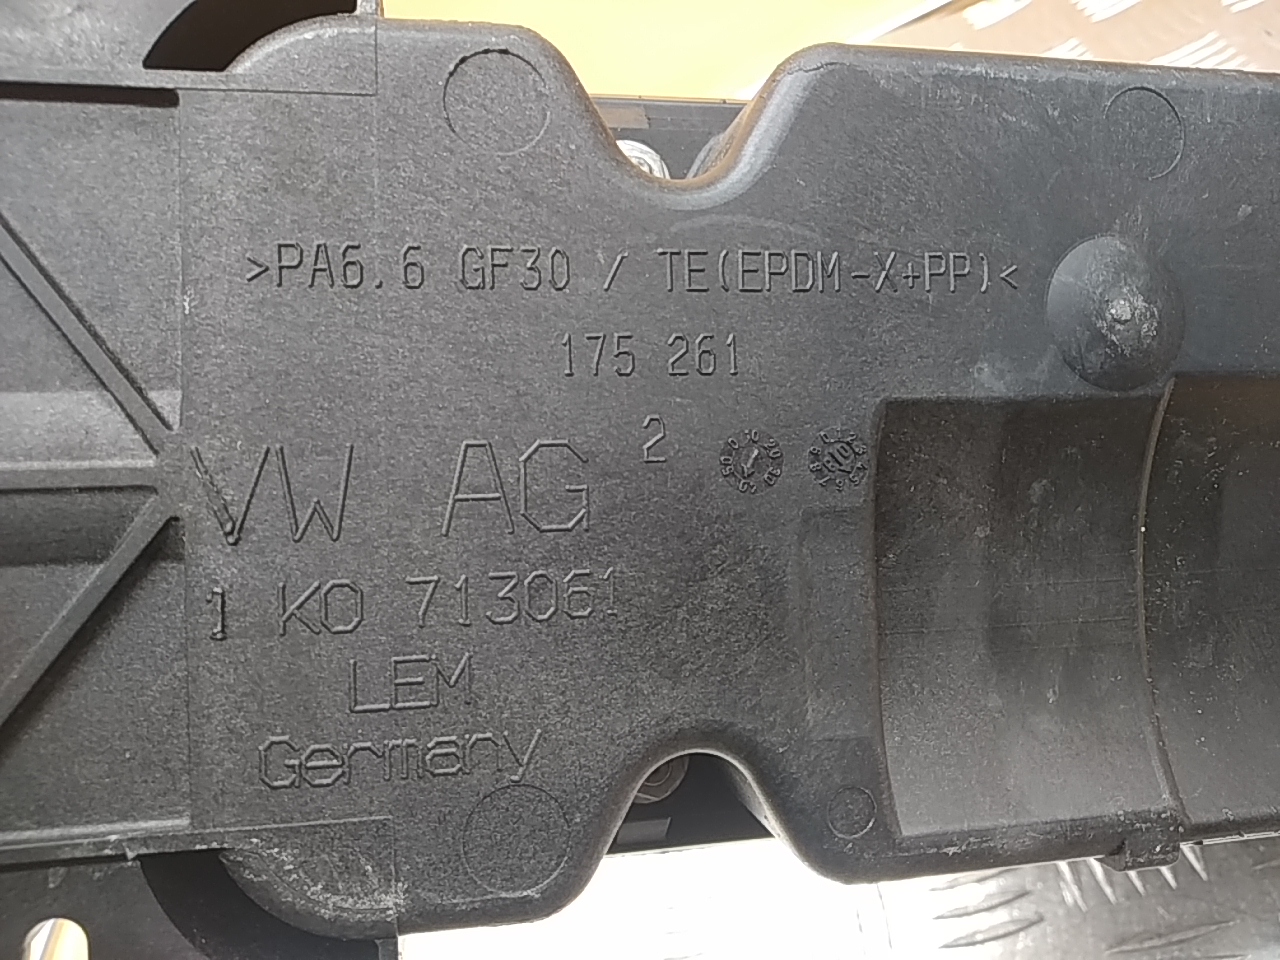 >PA6.6 GF30 / TE(EPDM-X+PP)<
175 261
2
VW AG
1 K0 713061
LEM
Germany